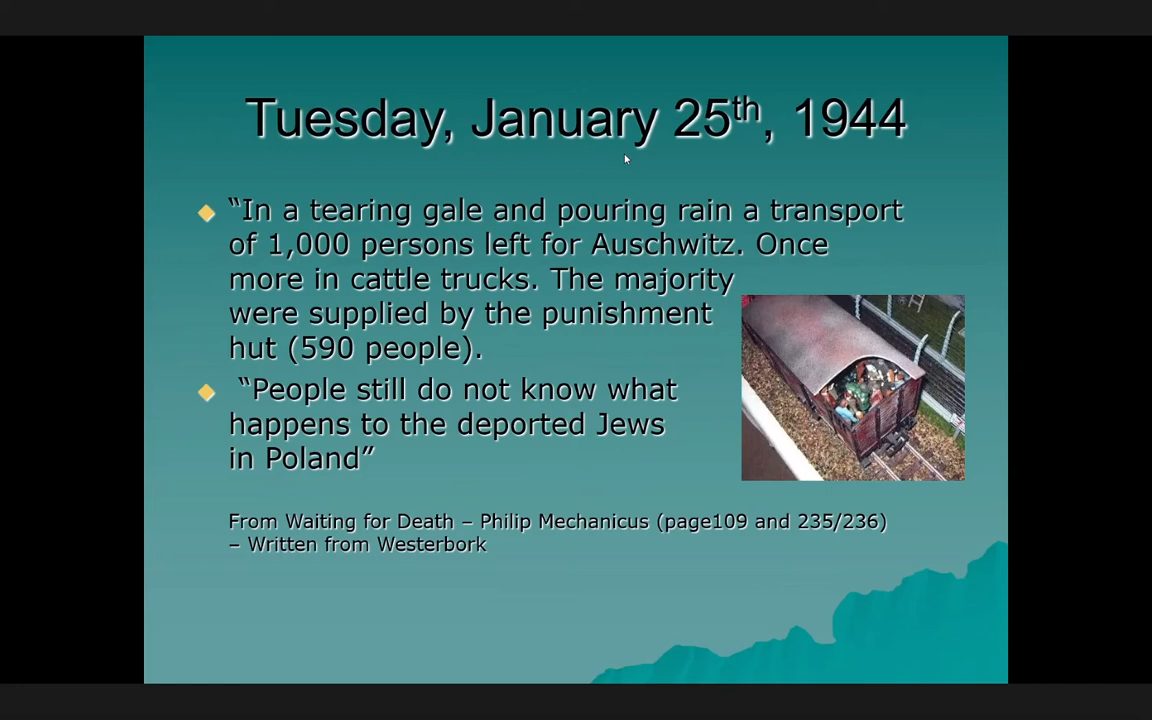 Tuesday, January 25th, 1944
“In a tearing gale and pouring rain a transport
of 1,000 persons left for Auschwitz. Once
more in cattle trucks. The majority
were supplied by the punishment
hut (590 people).
“People still do not know what
happens to the deported Jews
in Poland”
From Waiting for Death – Philip Mechanicus (page109 and 235/236)
– Written from Westerbork